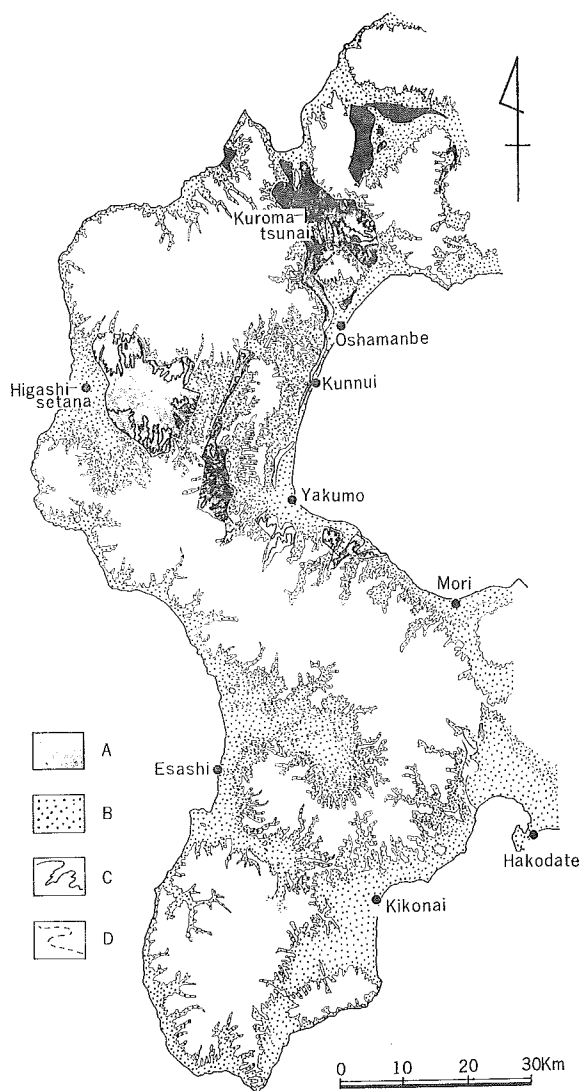 Kuroma-
tsunai
Oshamanbe
Higashi-
setana
Kunnui
Yakumo
Mori
A
B
Esashi
C
Hakodate
D
Kikonai
0 10 20 30Km